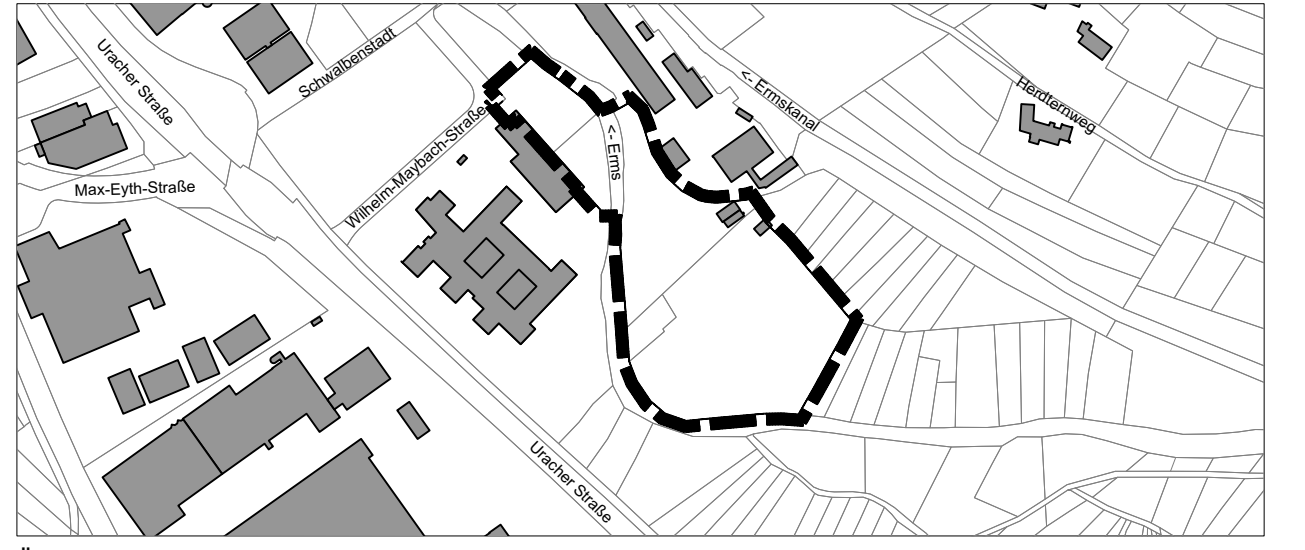 Uracher Straße
Schwalbenstadt
<- Ermskanal
Herdternweg
Wilhelm-Maybach-Straße
<- Erms
Max-Eyth-Straße
Uracher Straße